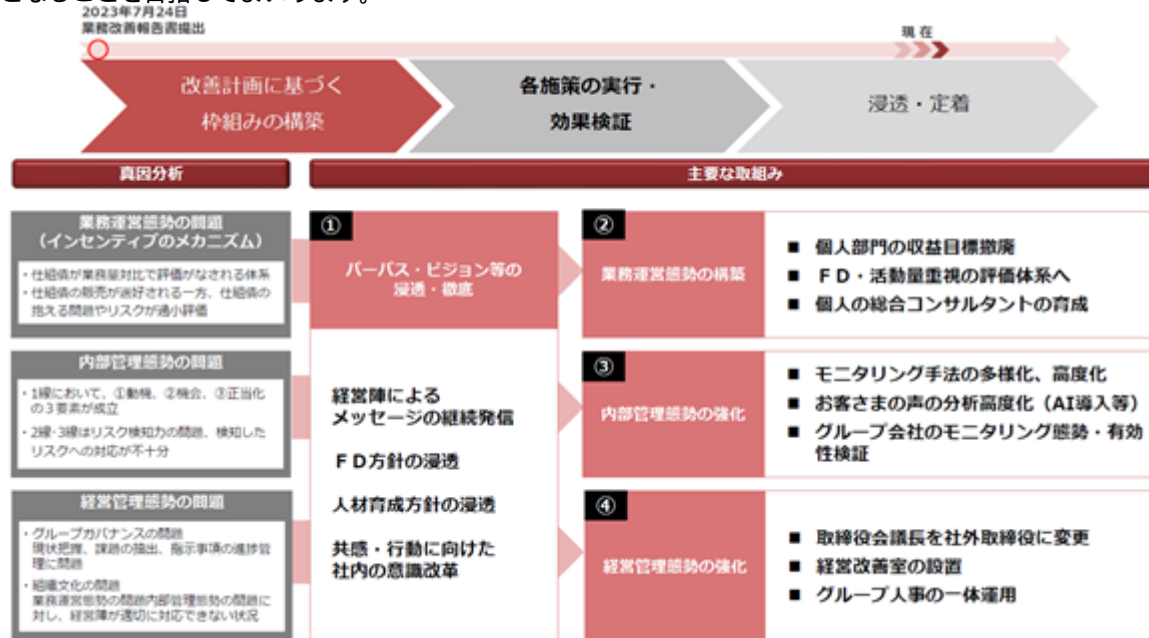 となしことを目指してまいります。
2023年7月24日
業務改善報告書提出
現在
改善計画に基づく
枠組みの構築
各施策の実行・
効果検証
浸透・定着
真因分析
主要な取組み
業務運営態勢の問題
(インセンティブのメカニズム)
・仕組債が業務量対比で評価がなされる体系
・仕組債の販売が選好される一方、仕組債の
抱える問題やリスクが過小評価
①
パーパス・ビジョン等の
浸透・徹底
②
業務運営態勢の構築
■ 個人部門の収益目標撤廃
■ FD・活動量重視の評価体系へ
■ 個人の総合コンサルタントの育成
内部管理態勢の問題
・1線において、①動機、②機会、③正当化
の3要素が成立
・2線・3線はリスク検知力の問題、検知した
リスクへの対応が不十分
経営陣による
メッセージの継続発信
FD方針の浸透
人材育成方針の浸透
共感・行動に向けた
社内の意識改革
③
内部管理態勢の強化
■ モニタリング手法の多様化、高度化
■ お客さまの声の分析高度化(AI導入等)
■ グループ会社のモニタリング態勢・有効
性検証
経営管理態勢の問題
・グループガバナンスの問題
現状把握、課題の抽出、指示事項の進捗管
理に問題
・組織文化の問題
業務運営態勢の問題内部管理態勢の問題に
対し、経営陣が適切に対応できない状況
④
経営管理態勢の強化
■ 取締役会議長を社外取締役に変更
■ 経営改善室の設置
■ グループ人事の一体運用